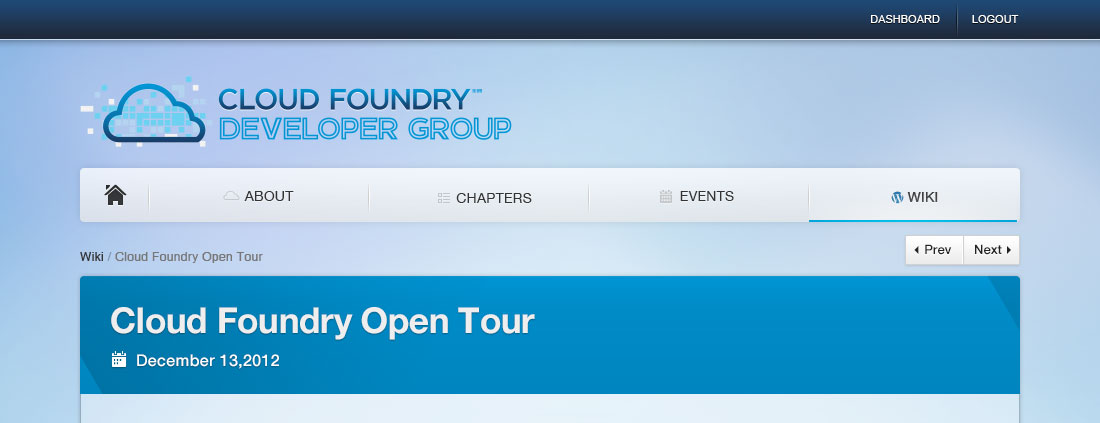 DASHBOARD LOGOUT
CLOUD FOUNDRY™
DEVELOPER GROUP
ABOUT CHAPTERS EVENTS WIKI
Wiki / Cloud Foundry Open Tour Prev Next
Cloud Foundry Open Tour
December 13,2012